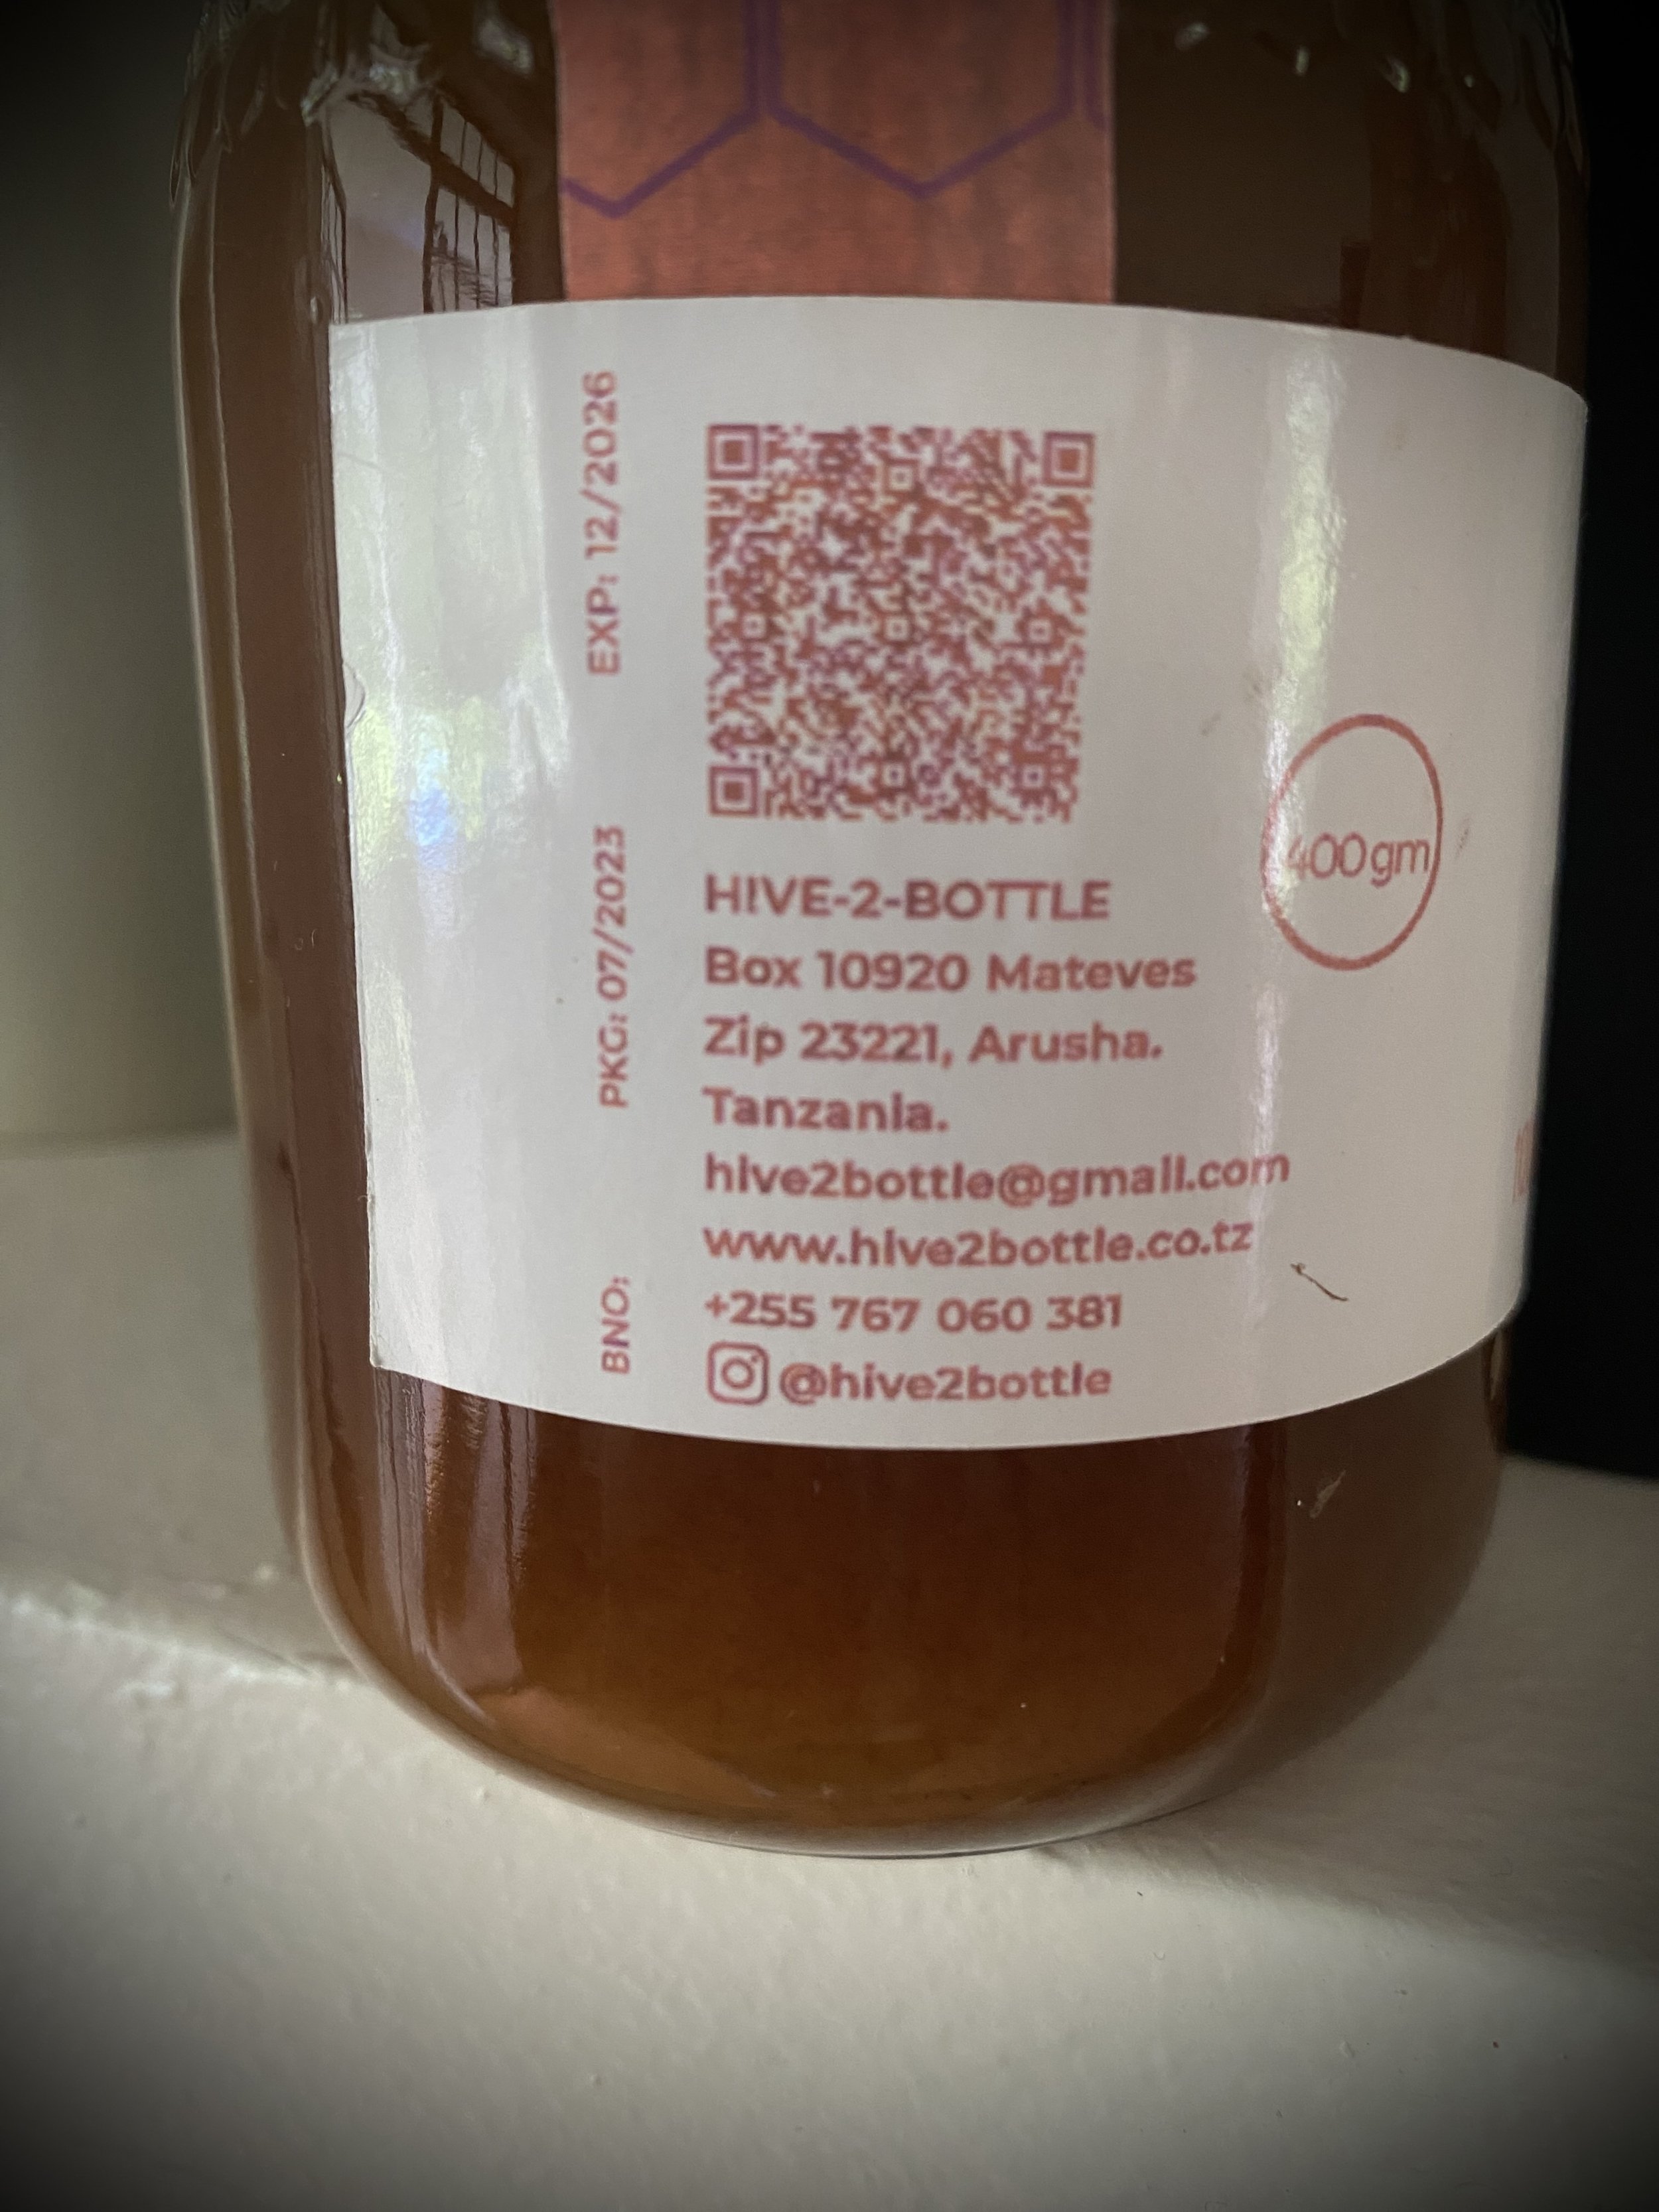 EXP: 12/2026
PKG: 07/2023
BNO:
HIVE-2-BOTTLE
Box 10920 Mateves
Zip 23221, Arusha.
Tanzania.
hive2bottle@gmail.com
www.hive2bottle.co.tz
+255 767 060 381
@hive2bottle
400gm